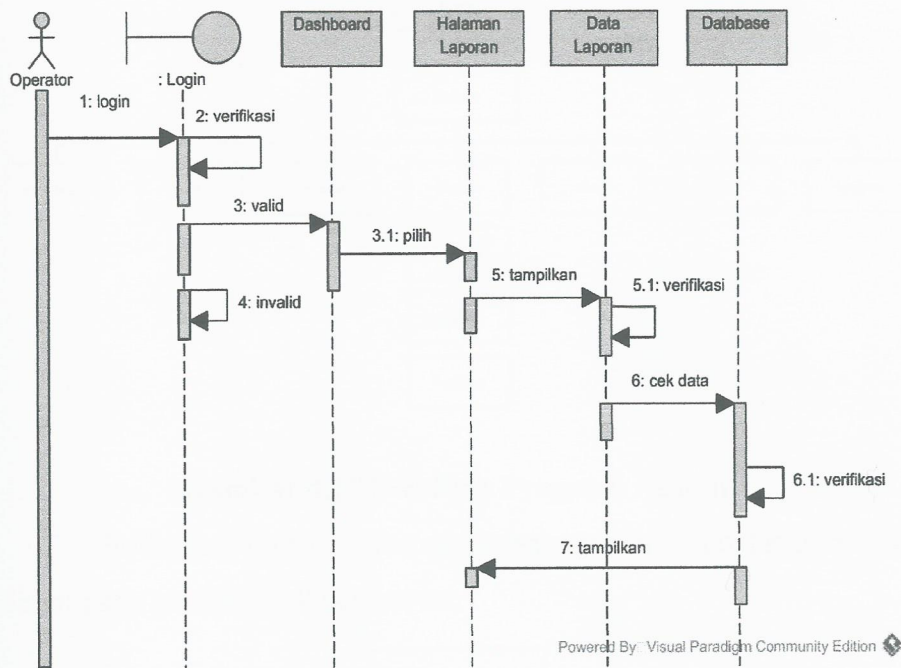 Operator
: Login
Dashboard
Halaman
Laporan
Data
Laporan
Database
1: login
2: verifikasi
3: valid
3.1: pilih
4: invalid
5: tampilkan
5.1: verifikasi
6: cek data
6.1: verifikasi
7: tampilkan
Powered By Visual Paradigm Community Edition